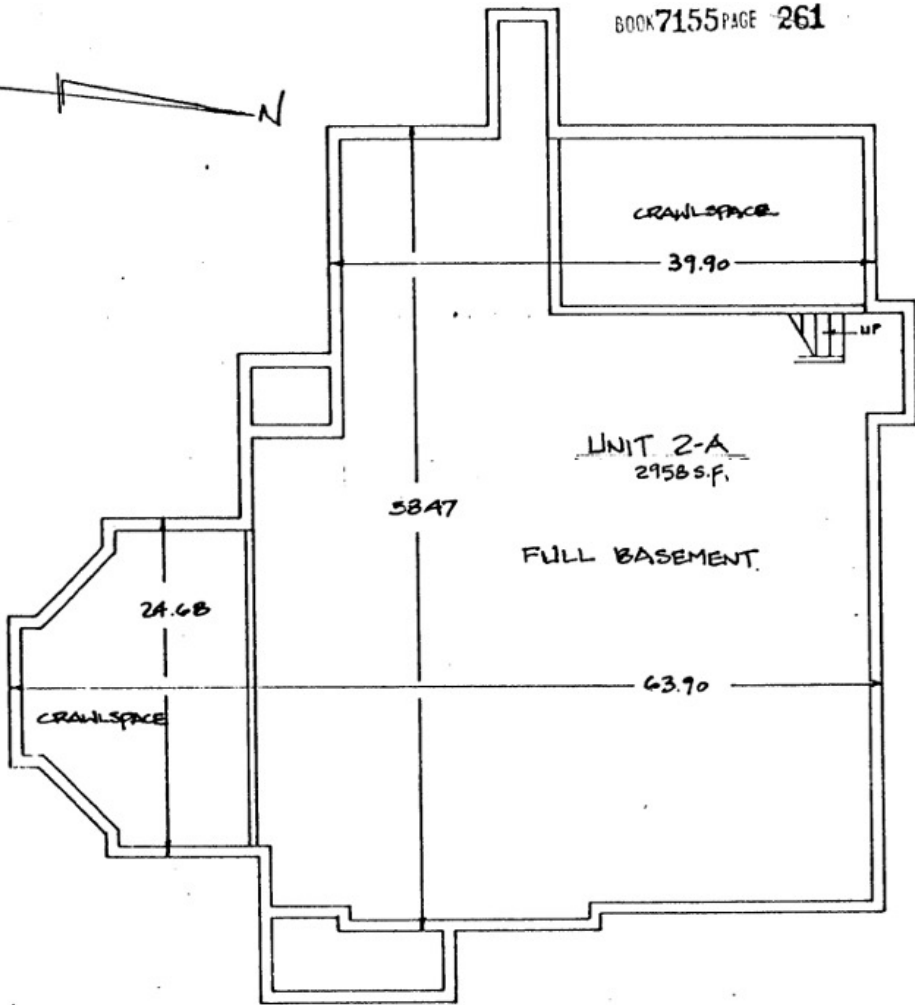 BOOK 7155 PAGE 261
N
CRAWLSPACE
39.90
UP
UNIT 2-A
2958 S.F.
58.47
FULL BASEMENT
24.68
63.90
CRAWLSPACE